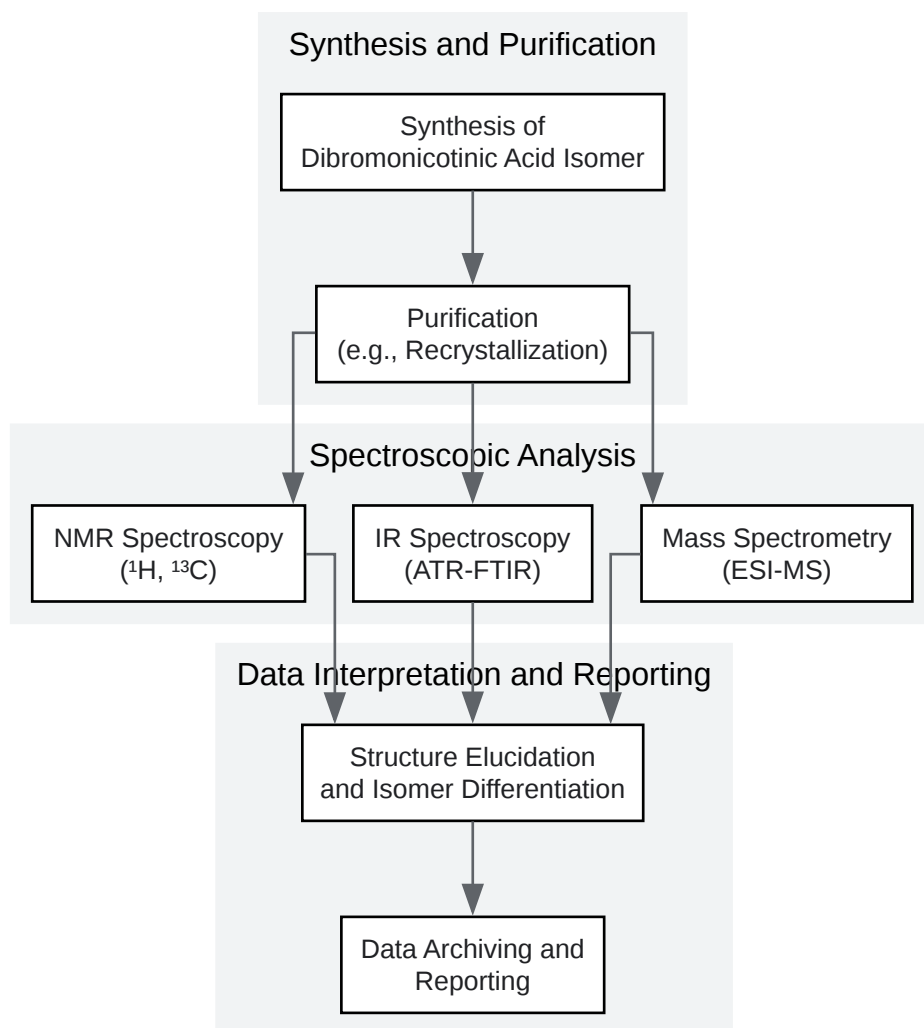 Synthesis and Purification
Synthesis of
Dibromonicotinic Acid Isomer
Purification
(e.g., Recrystallization)
Spectroscopic Analysis
NMR Spectroscopy
(¹H, ¹³C)
IR Spectroscopy
(ATR-FTIR)
Mass Spectrometry
(ESI-MS)
Data Interpretation and Reporting
Structure Elucidation
and Isomer Differentiation
Data Archiving and
Reporting